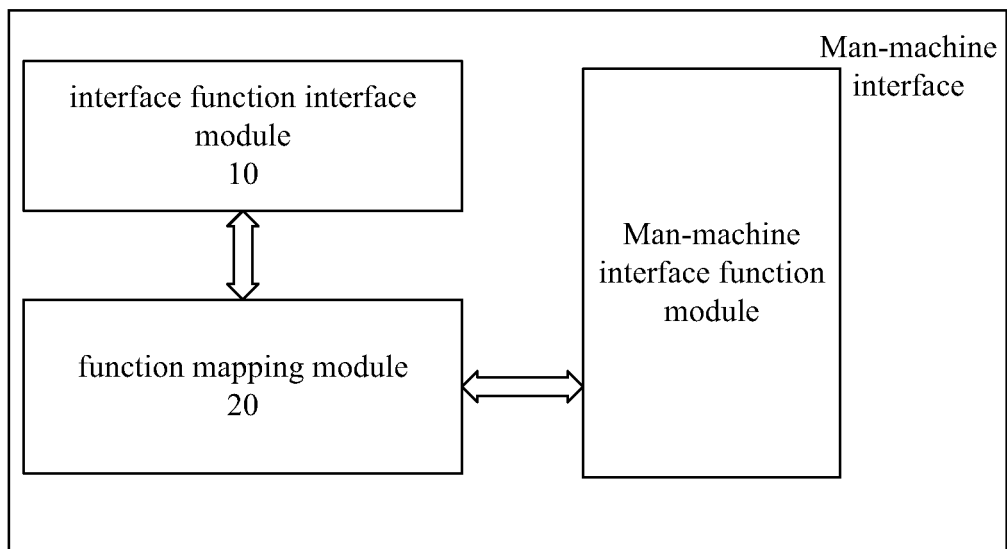 Man-machine
interface
interface function interface
module
10
Man-machine
interface function
module
function mapping module
20